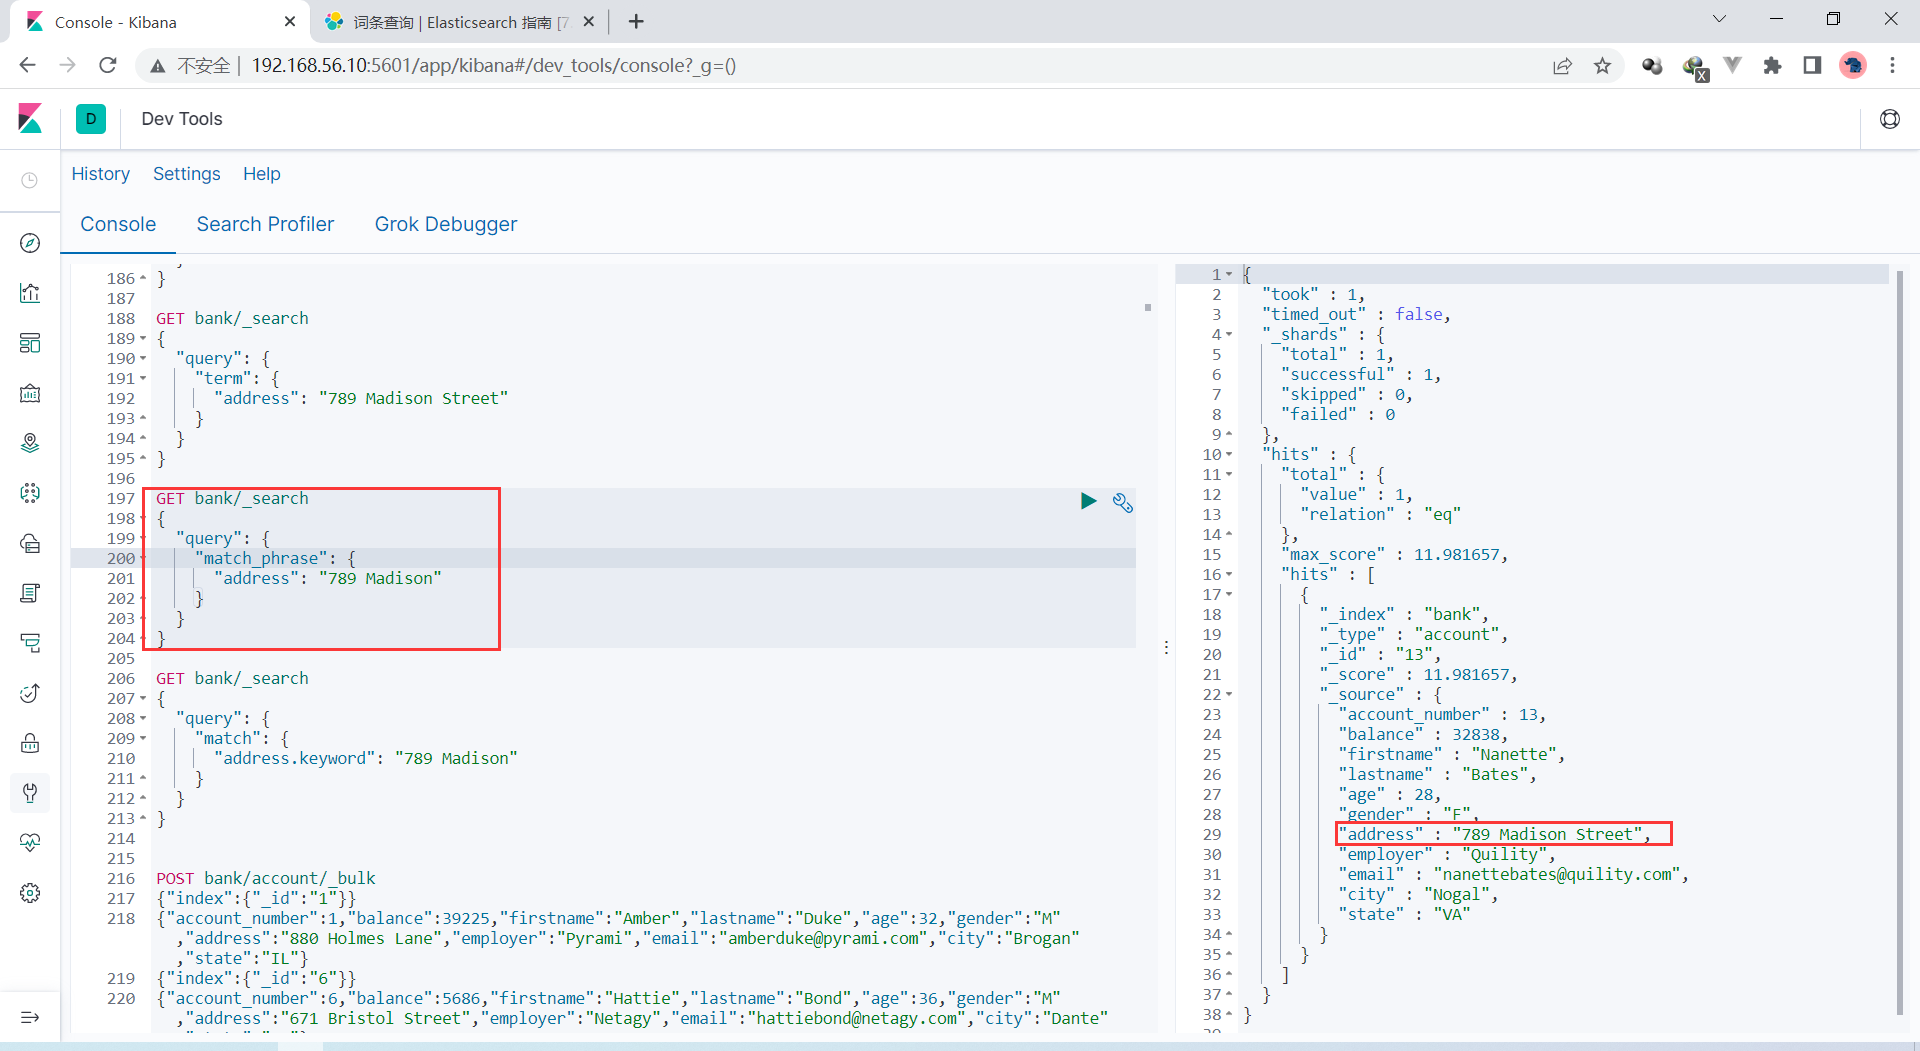 Console - Kibana
词条查询 | Elasticsearch 指南 [7
不安全 | 192.168.56.10:5601/app/kibana#/dev_tools/console?_g=()
X
D
Dev Tools
History Settings Help
Console Search Profiler Grok Debugger
186 }
187
188 GET bank/_search
189 {
190 "query": {
191 "term": {
192 "address": "789 Madison Street"
193 }
194 }
195 }
196
197 GET bank/_search
198 {
199 "query": {
200 "match_phrase": {
201 "address": "789 Madison"
202 }
203 }
204 }
205
206 GET bank/_search
207 {
208 "query": {
209 "match": {
210 "address.keyword": "789 Madison"
211 }
212 }
213 }
214
215
216 POST bank/account/_bulk
217 {"index":{"_id":"1"}}
218 {"account_number":1,"balance":39225,"firstname":"Amber","lastname":"Duke","age":32,"gender":"M"
,"address":"880 Holmes Lane","employer":"Pyrami","email":"amberduke@pyrami.com","city":"Brogan"
,"state":"IL"}
219 {"index":{"_id":"6"}}
220 {"account_number":6,"balance":5686,"firstname":"Hattie","lastname":"Bond","age":36,"gender":"M"
,"address":"671 Bristol Street","employer":"Netagy","email":"hattiebond@netagy.com","city":"Dante"
1 {
2 "took" : 1,
3 "timed_out" : false,
4 "_shards" : {
5 "total" : 1,
6 "successful" : 1,
7 "skipped" : 0,
8 "failed" : 0
9 },
10 "hits" : {
11 "total" : {
12 "value" : 1,
13 "relation" : "eq"
14 },
15 "max_score" : 11.981657,
16 "hits" : [
17 {
18 "_index" : "bank",
19 "_type" : "account",
20 "_id" : "13",
21 "_score" : 11.981657,
22 "_source" : {
23 "account_number" : 13,
24 "balance" : 32838,
25 "firstname" : "Nanette",
26 "lastname" : "Bates",
27 "age" : 28,
28 "gender" : "F",
29 "address" : "789 Madison Street",
30 "employer" : "Quility",
31 "email" : "nanettebates@quility.com",
32 "city" : "Nogal",
33 "state" : "VA"
34 }
35 }
36 ]
37 }
38 }